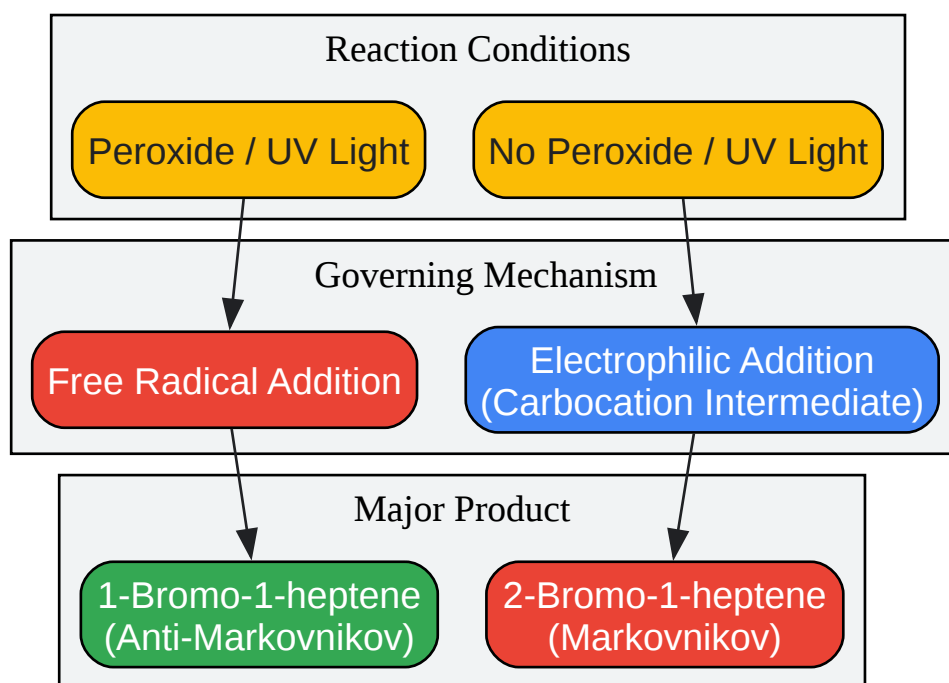 Reaction Conditions
Peroxide / UV Light
No Peroxide / UV Light
Governing Mechanism
Free Radical Addition
Electrophilic Addition
(Carbocation Intermediate)
Major Product
1-Bromo-1-heptene
(Anti-Markovnikov)
2-Bromo-1-heptene
(Markovnikov)